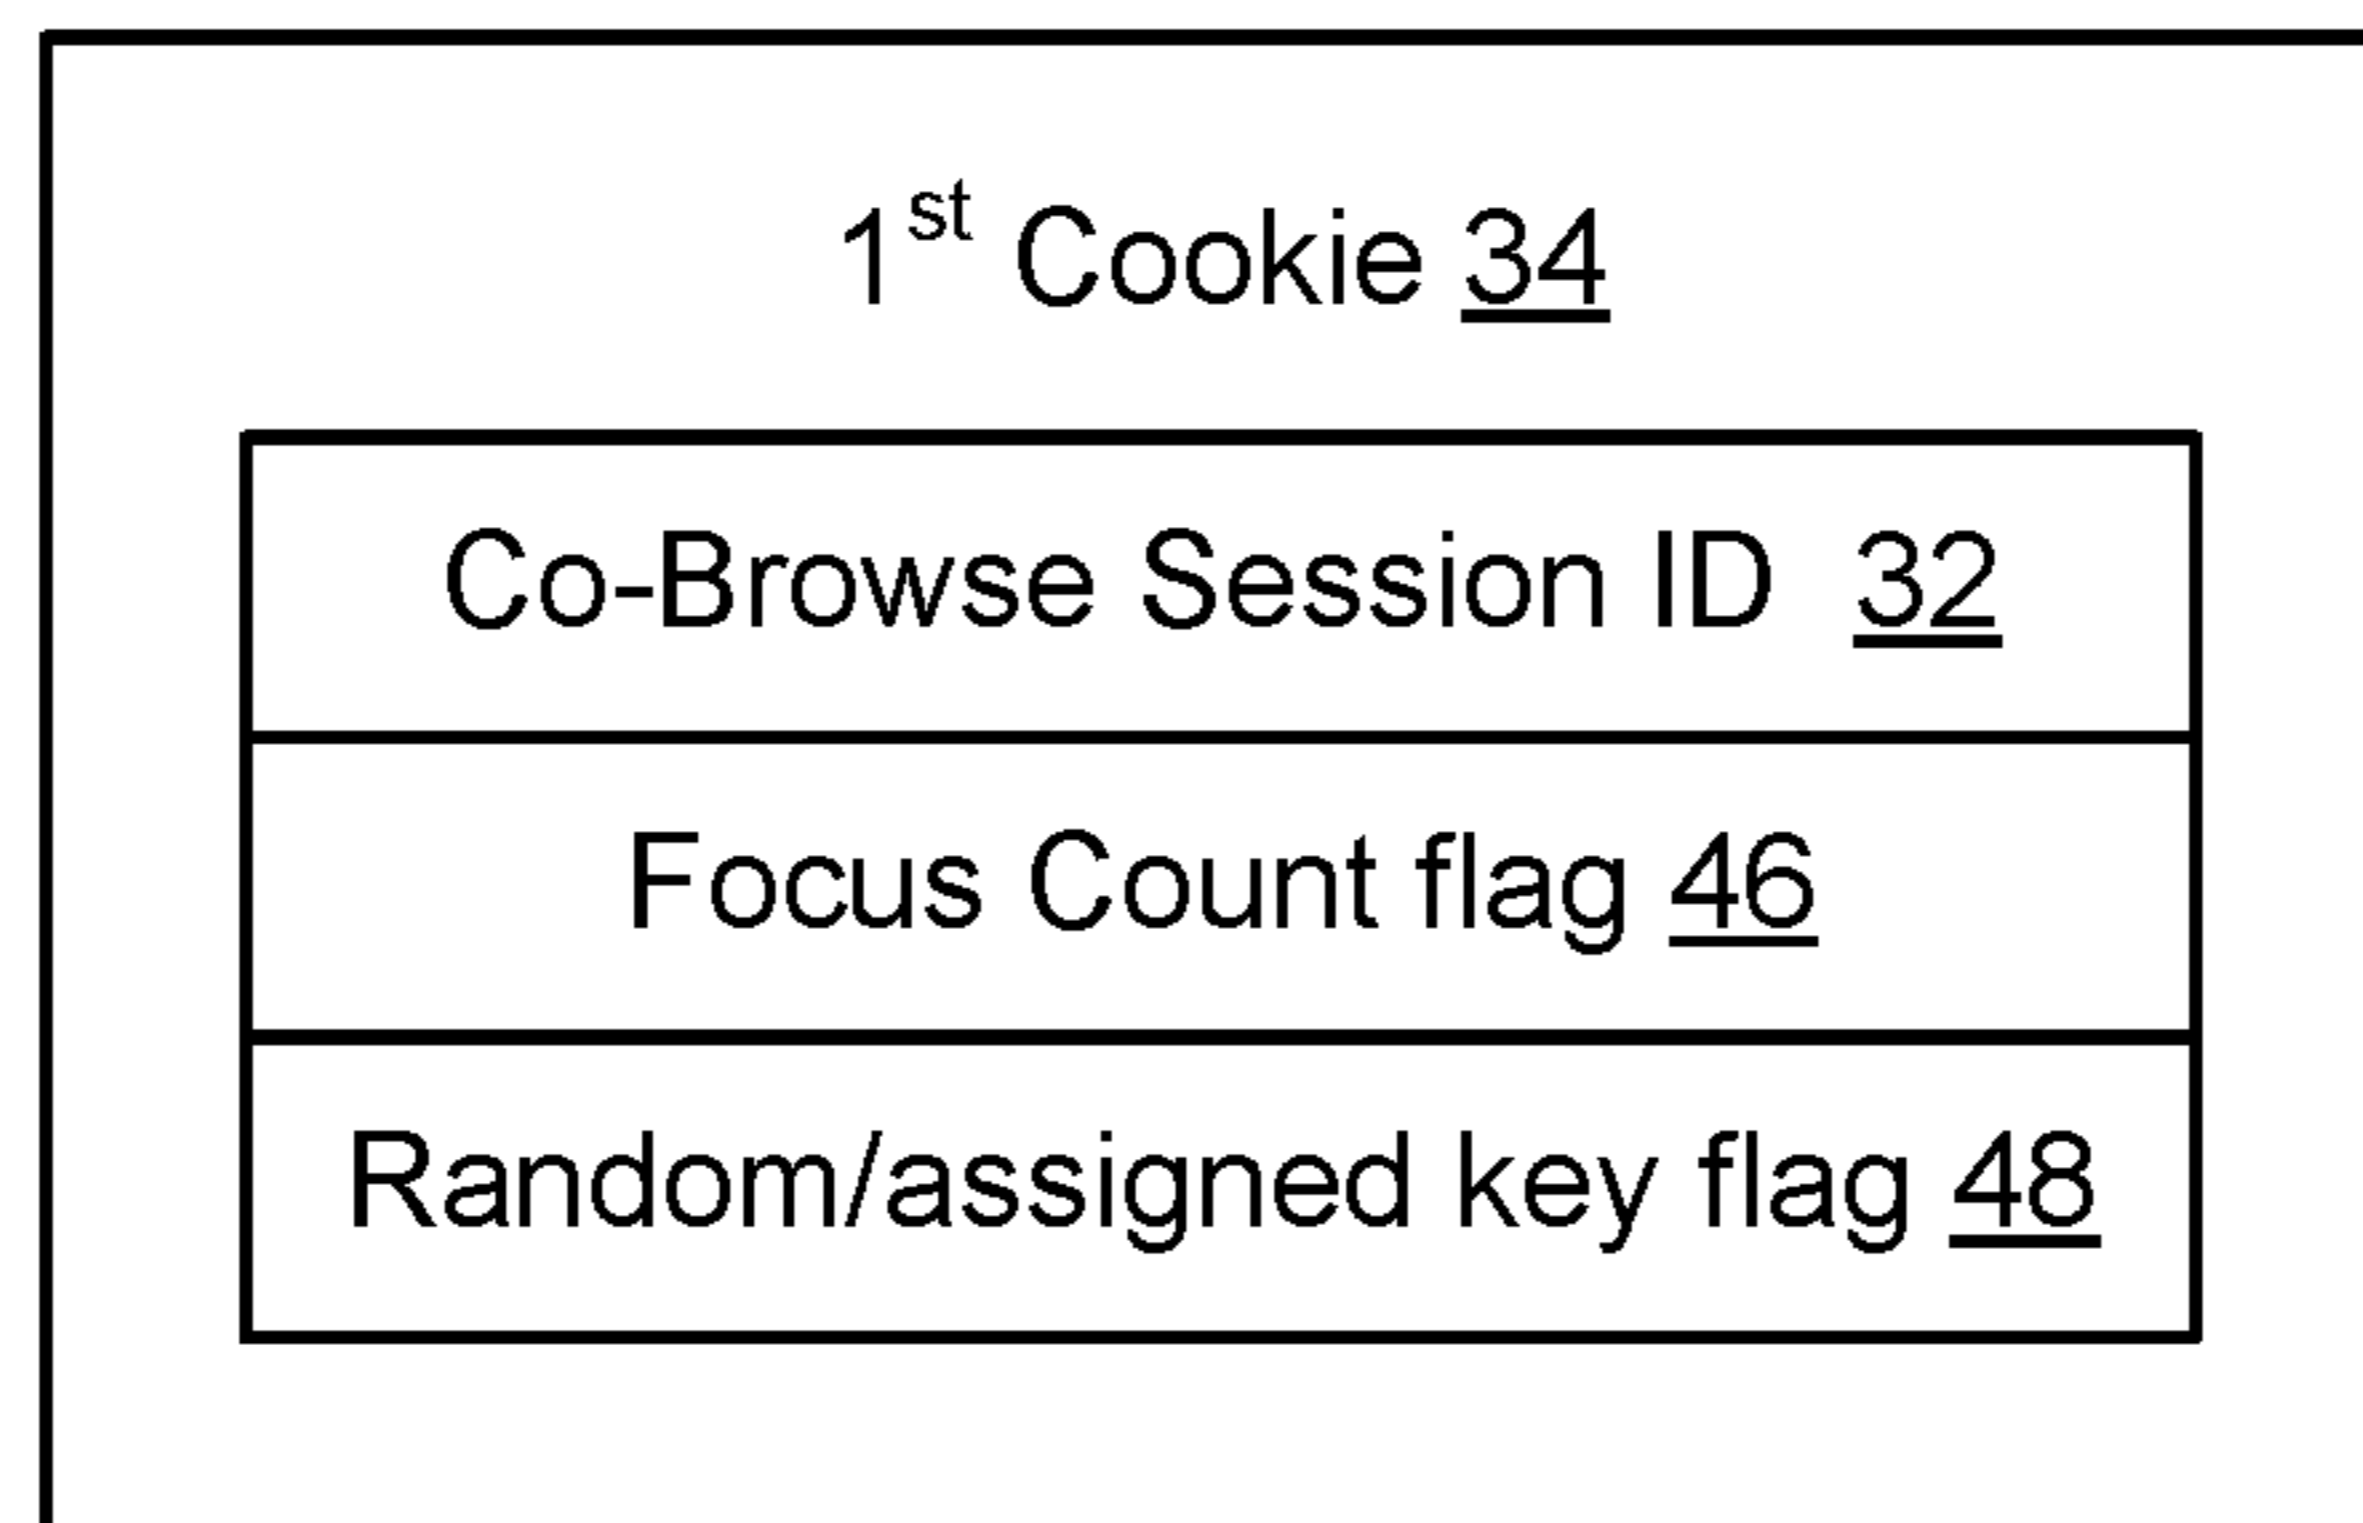 1st Cookie 34
Co-Browse Session ID 32
Focus Count flag 46
Random/assigned key flag 48